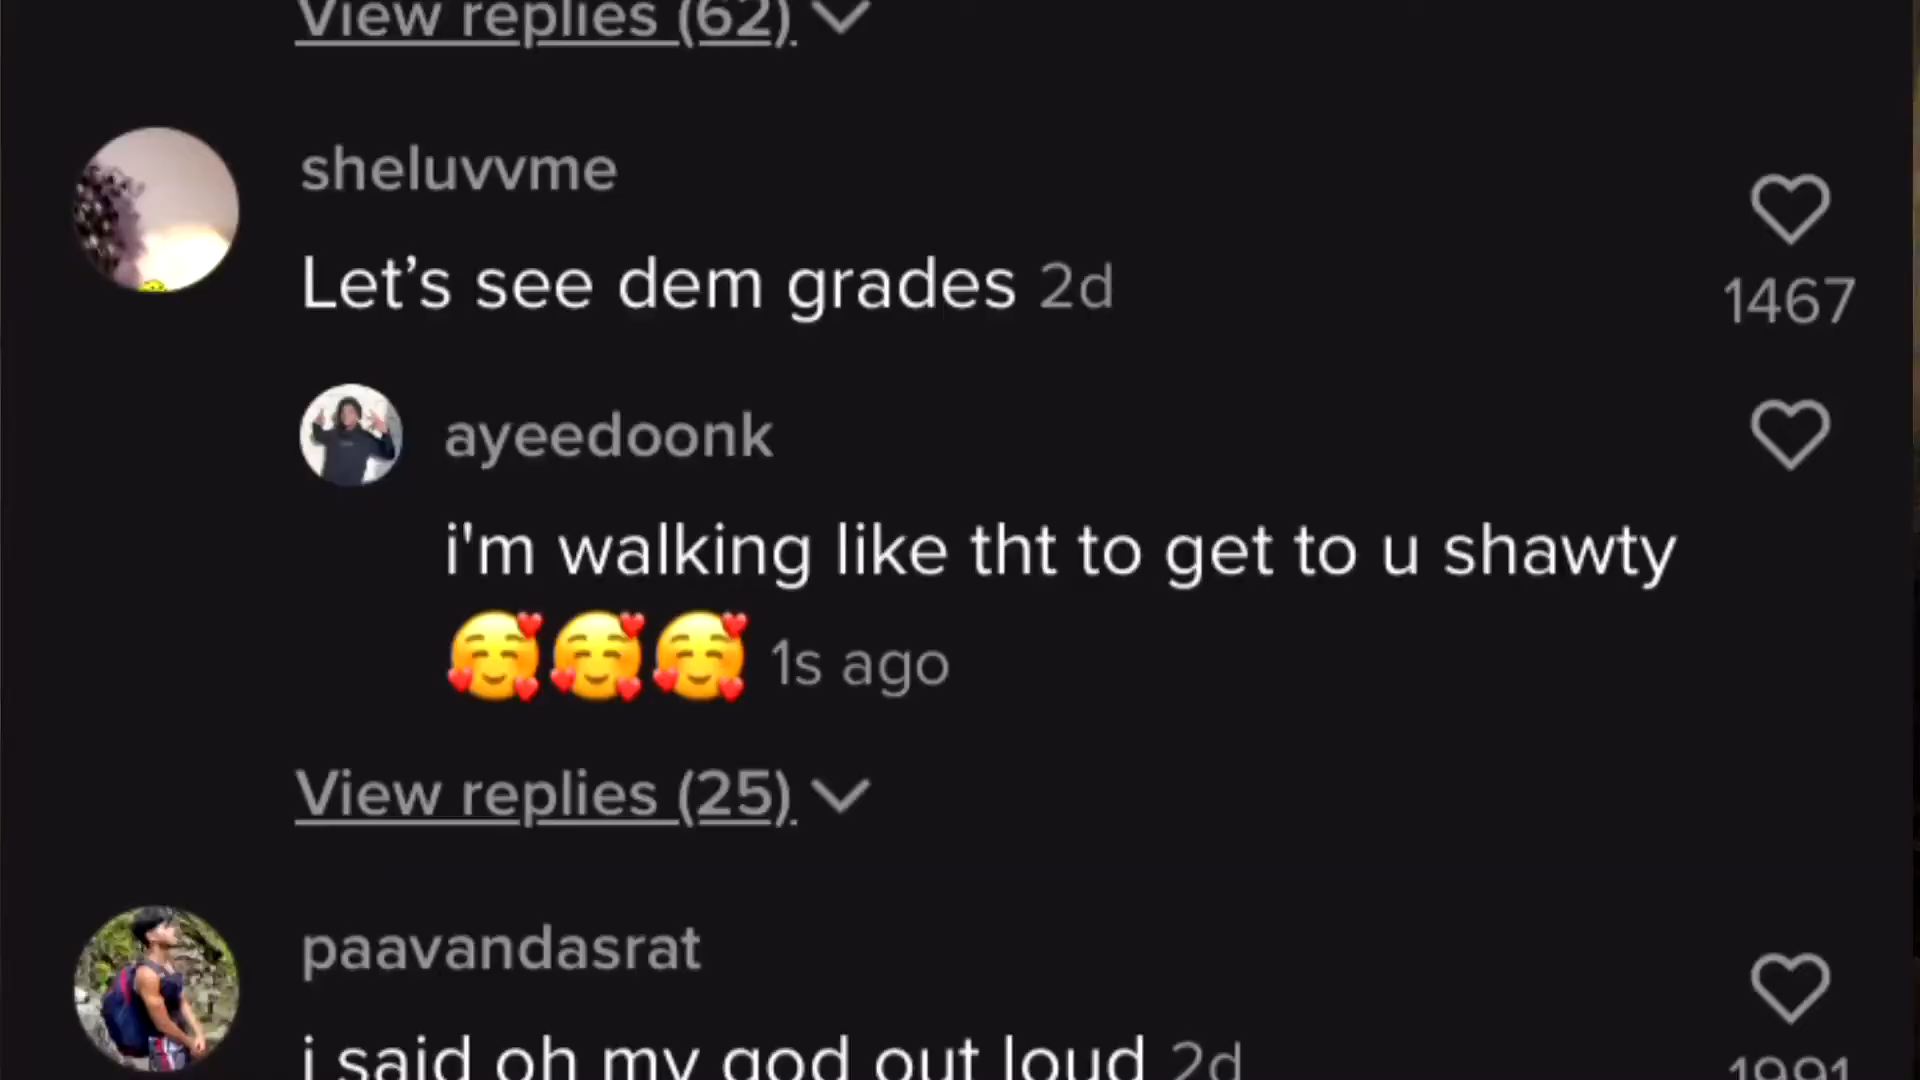 View replies (62)
sheluvvme
Let's see dem grades 2d
1467
ayeedoonk
i'm walking like tht to get to u shawty
🥰🥰🥰 1s ago
View replies (25)
paavandasrat
i said oh my god out loud 2d
1991